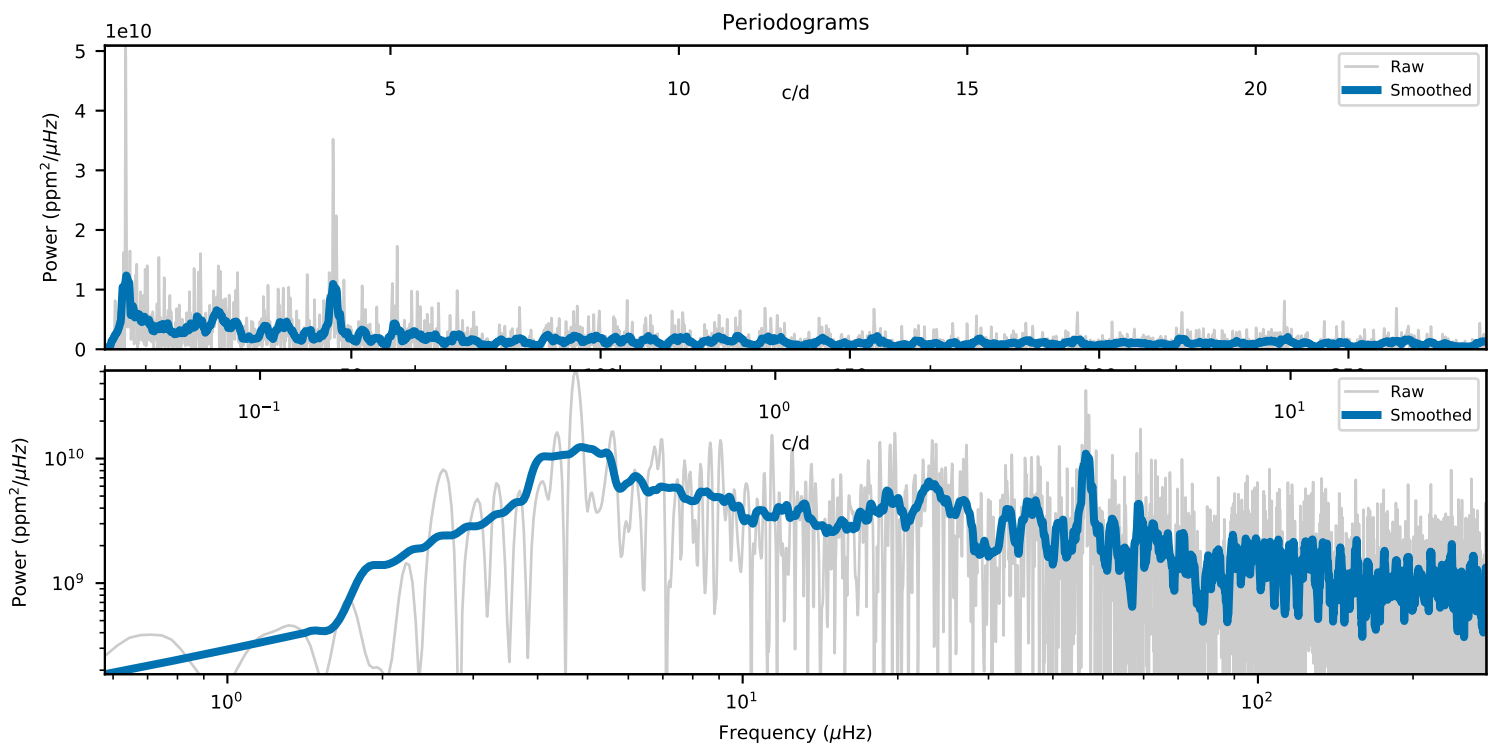 Periodograms
1e10
5 10 15 20
c/d
Raw
Smoothed
5
4
3
2
1
0
Power (ppm²/μHz)
10⁻¹ 10⁰ 10¹
c/d
Raw
Smoothed
10¹⁰
10⁹
Power (ppm²/μHz)
10⁰ 10¹ 10²
Frequency (μHz)